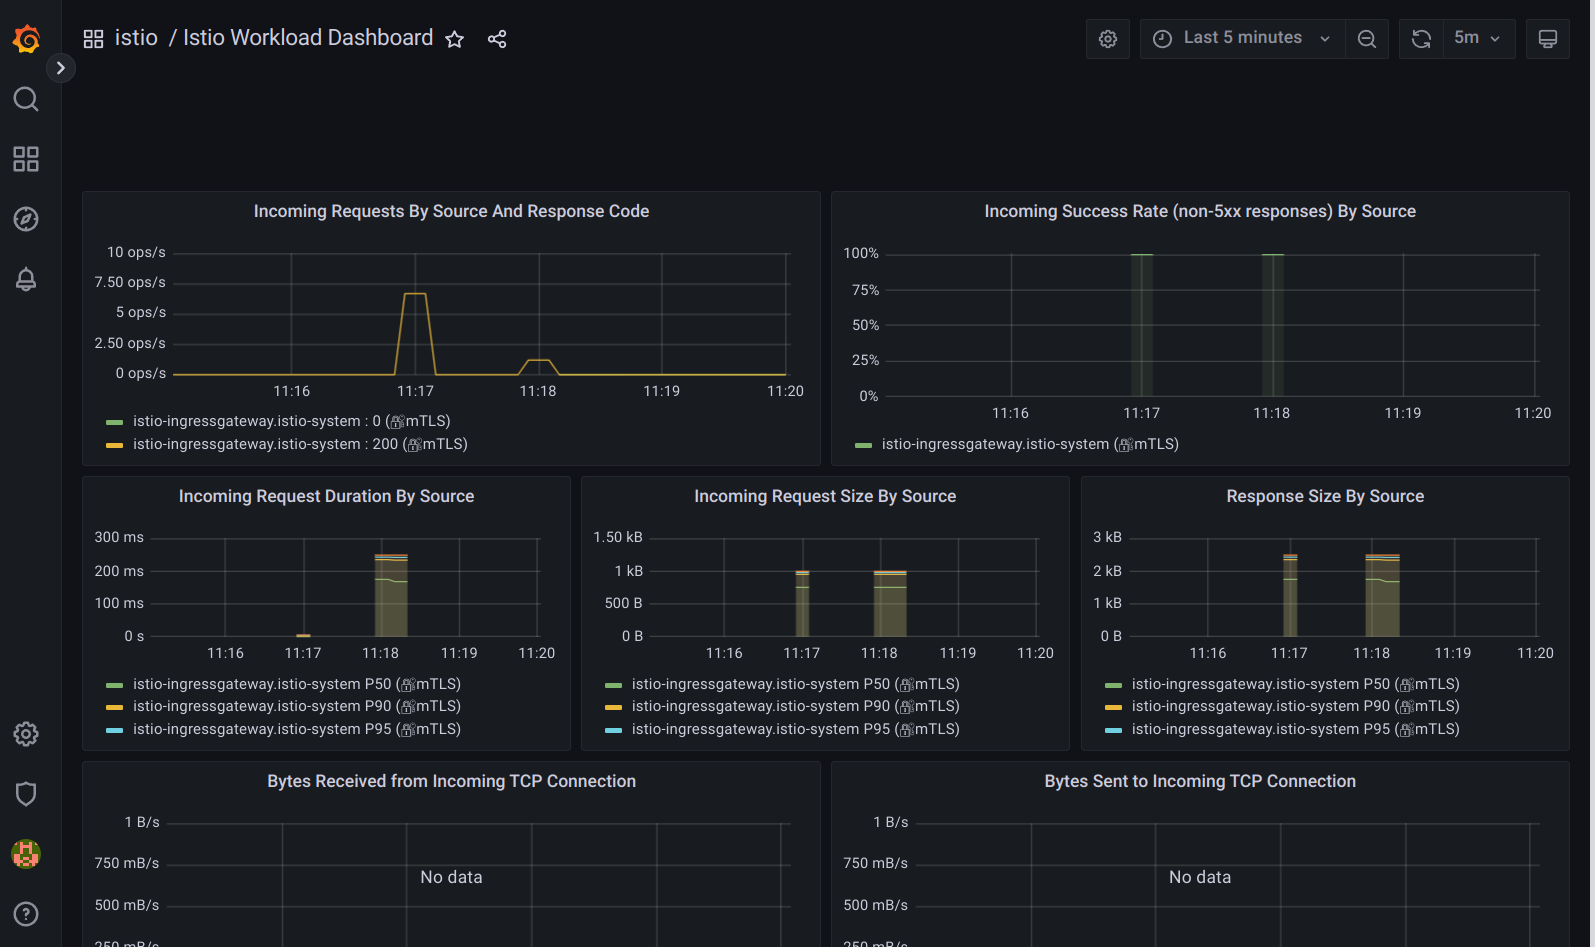 istio / Istio Workload Dashboard
Last 5 minutes
5m
Incoming Requests By Source And Response Code
10 ops/s
7.50 ops/s
5 ops/s
2.50 ops/s
0 ops/s
11:16 11:17 11:18 11:19 11:20
istio-ingressgateway.istio-system : 0 (🔐mTLS)
istio-ingressgateway.istio-system : 200 (🔐mTLS)
Incoming Success Rate (non-5xx responses) By Source
100%
75%
50%
25%
0%
11:16 11:17 11:18 11:19 11:20
istio-ingressgateway.istio-system (🔐mTLS)
Incoming Request Duration By Source
300 ms
200 ms
100 ms
0 s
11:16 11:17 11:18 11:19 11:20
istio-ingressgateway.istio-system P50 (🔐mTLS)
istio-ingressgateway.istio-system P90 (🔐mTLS)
istio-ingressgateway.istio-system P95 (🔐mTLS)
Incoming Request Size By Source
1.50 kB
1 kB
500 B
0 B
11:16 11:17 11:18 11:19 11:20
istio-ingressgateway.istio-system P50 (🔐mTLS)
istio-ingressgateway.istio-system P90 (🔐mTLS)
istio-ingressgateway.istio-system P95 (🔐mTLS)
Response Size By Source
3 kB
2 kB
1 kB
0 B
11:16 11:17 11:18 11:19 11:20
istio-ingressgateway.istio-system P50 (🔐mTLS)
istio-ingressgateway.istio-system P90 (🔐mTLS)
istio-ingressgateway.istio-system P95 (🔐mTLS)
Bytes Received from Incoming TCP Connection
1 B/s
750 mB/s
500 mB/s
250 mB/s
No data
Bytes Sent to Incoming TCP Connection
1 B/s
750 mB/s
500 mB/s
250 mB/s
No data